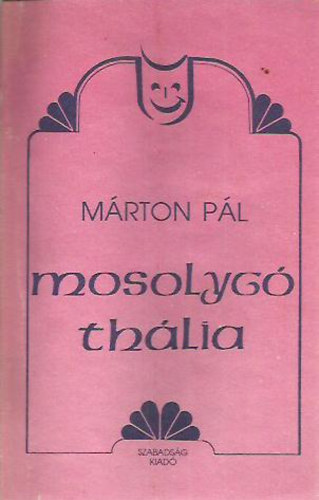 MÁRTON PÁL
mosolygó
thália
SZABADSÁG
KIADÓ